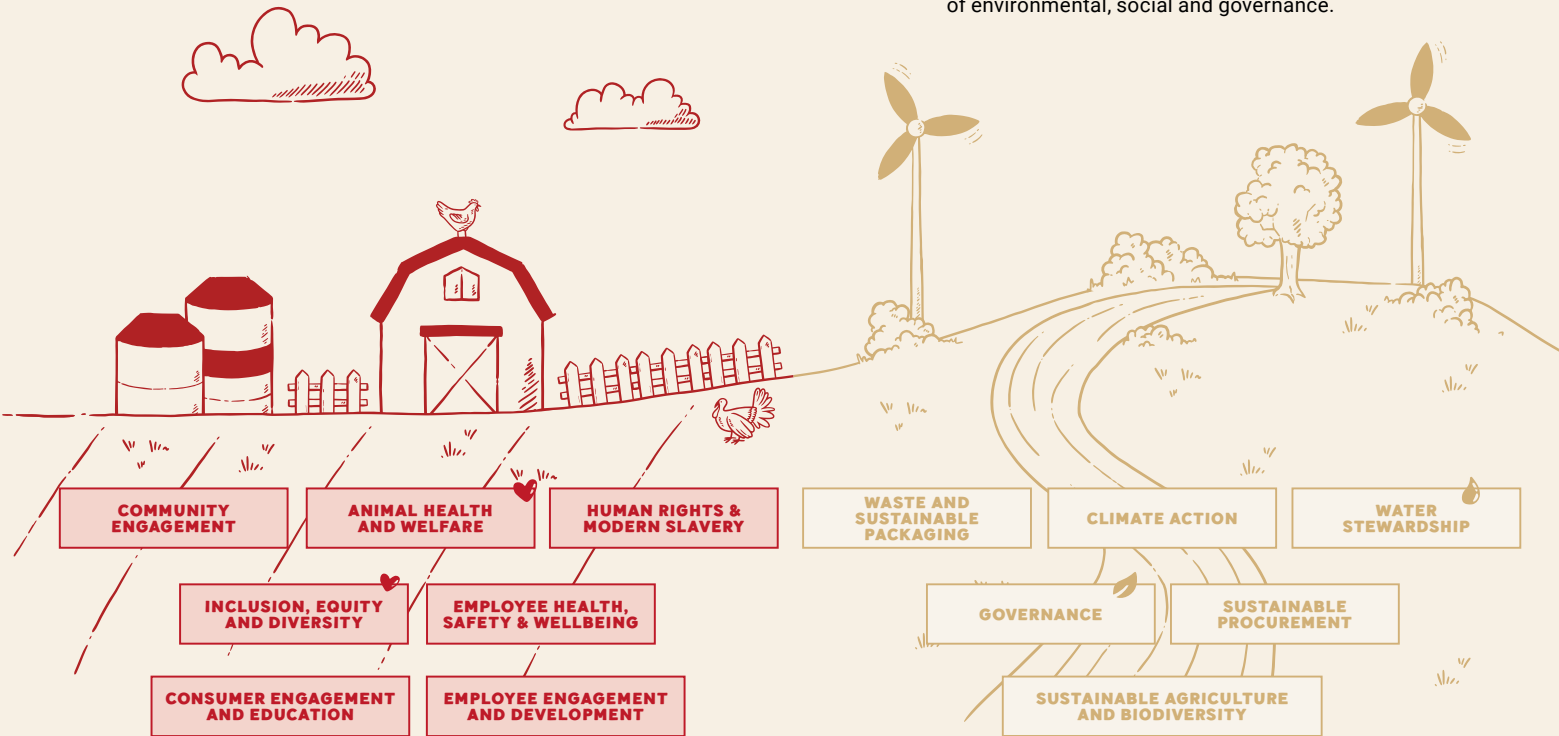 of environmental, social and governance.
COMMUNITY
ENGAGEMENT
ANIMAL HEALTH
AND WELFARE
HUMAN RIGHTS &
MODERN SLAVERY
WASTE AND
SUSTAINABLE
PACKAGING
CLIMATE ACTION
WATER
STEWARDSHIP
INCLUSION, EQUITY
AND DIVERSITY
EMPLOYEE HEALTH,
SAFETY & WELLBEING
GOVERNANCE
SUSTAINABLE
PROCUREMENT
CONSUMER ENGAGEMENT
AND EDUCATION
EMPLOYEE ENGAGEMENT
AND DEVELOPMENT
SUSTAINABLE AGRICULTURE
AND BIODIVERSITY